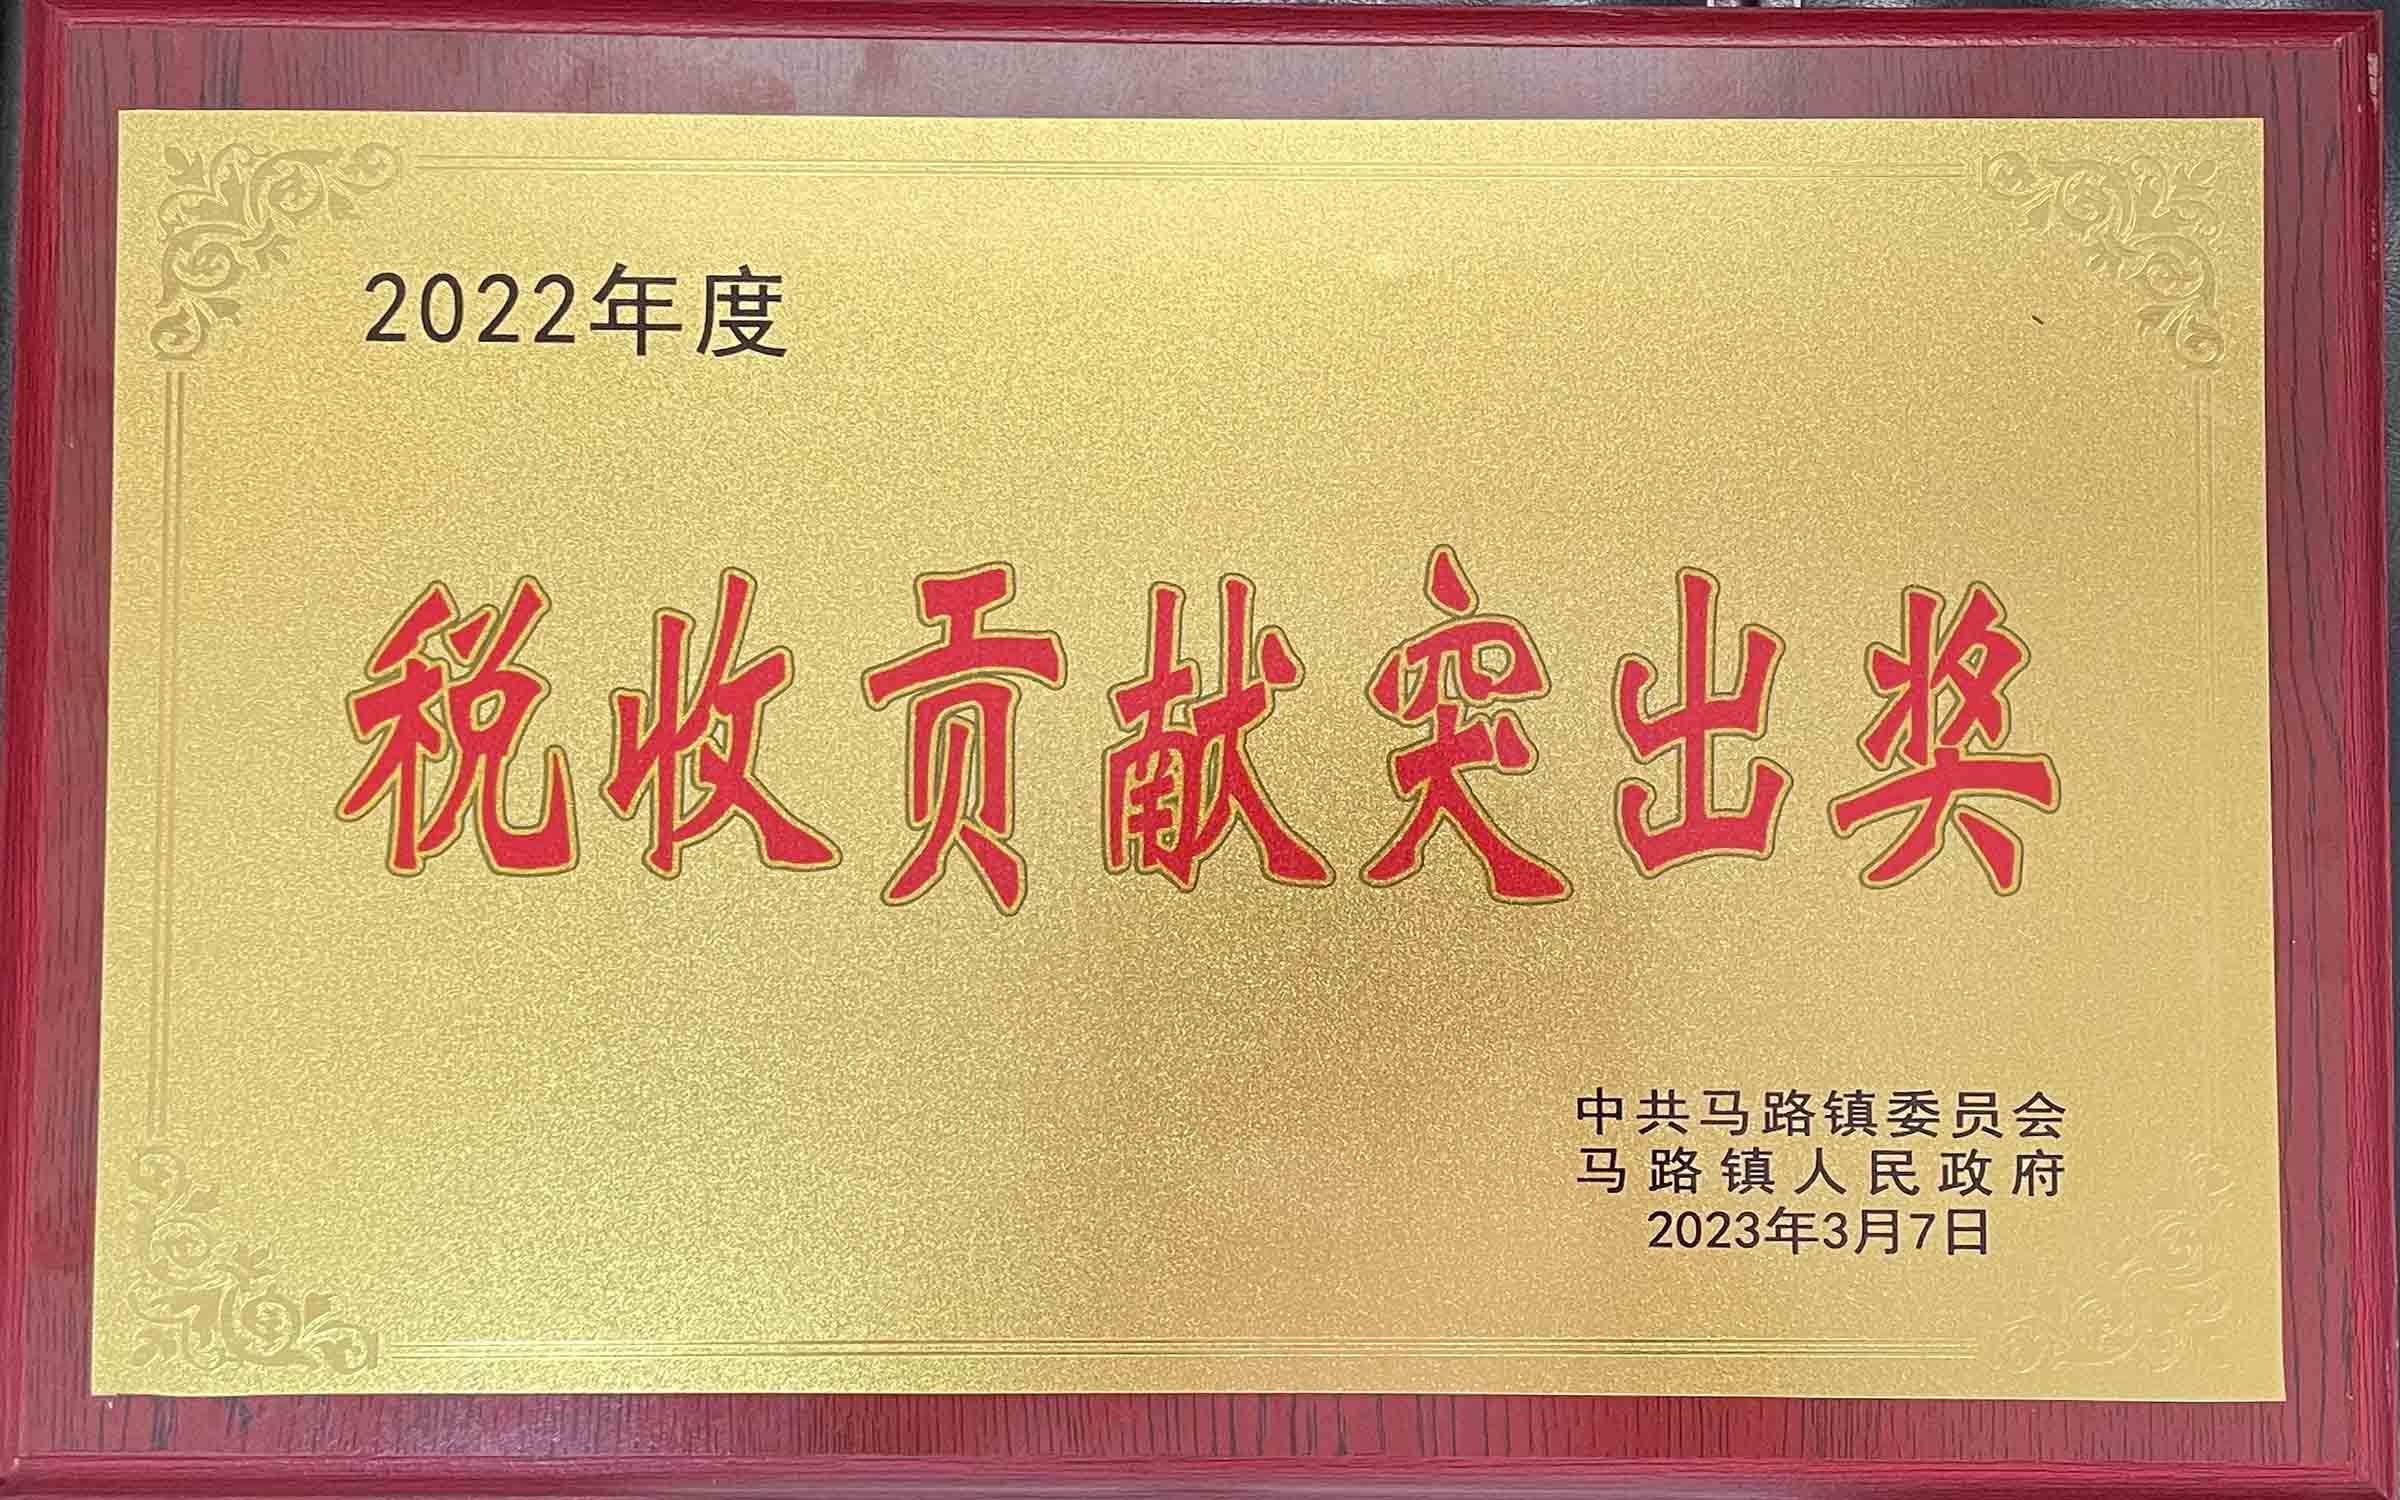 2022年度
税收贡献突出奖
中共马路镇委员会
马路镇人民政府
2023年3月7日